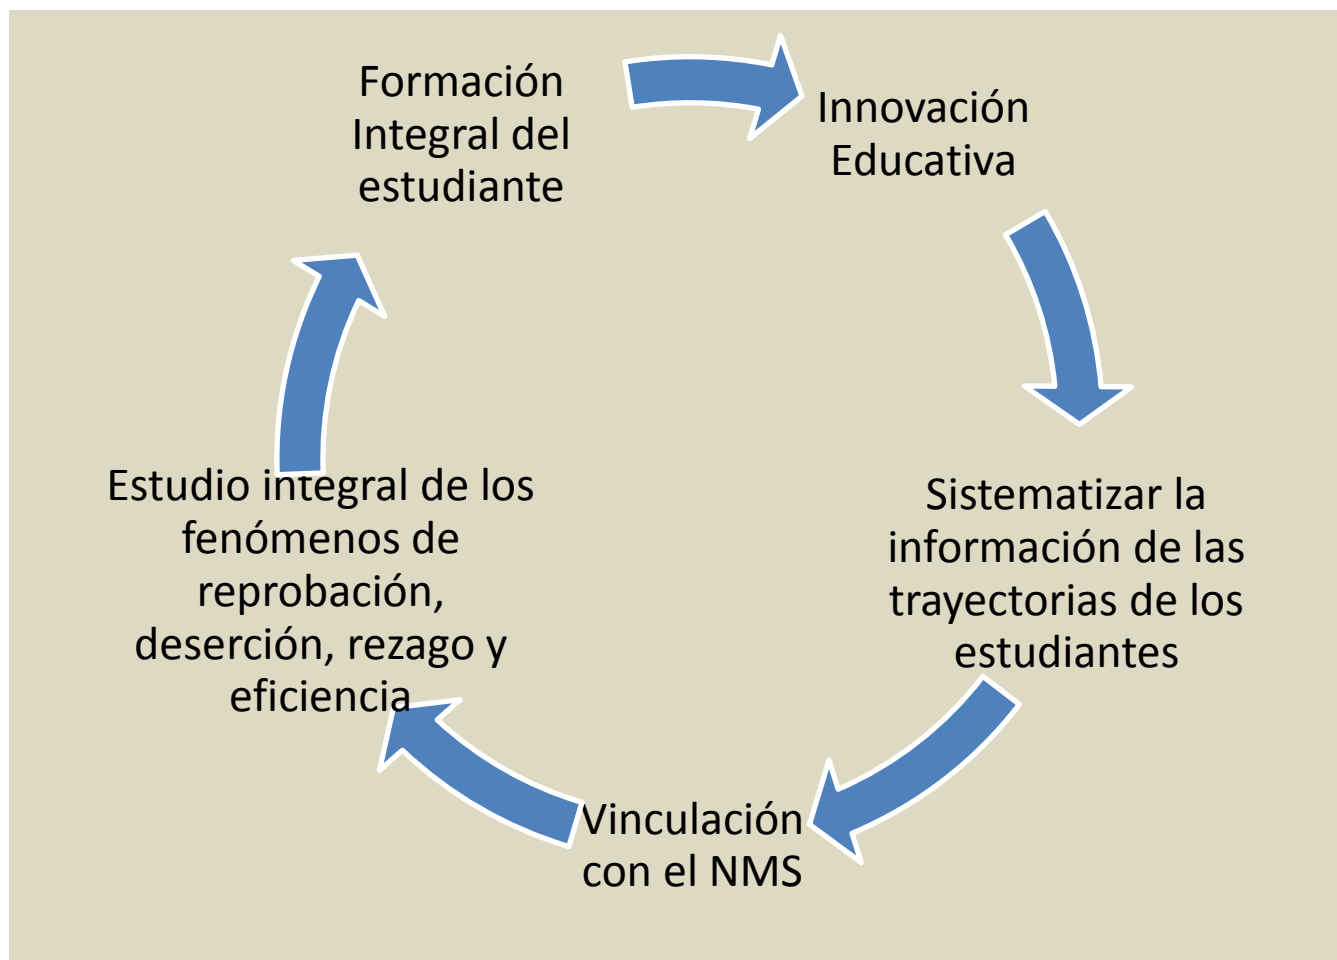 Formación
Integral del
estudiante
Innovación
Educativa
Sistematizar la
información de las
trayectorias de los
estudiantes
Vinculación
con el NMS
Estudio integral de los
fenómenos de
reprobación,
deserción, rezago y
eficiencia